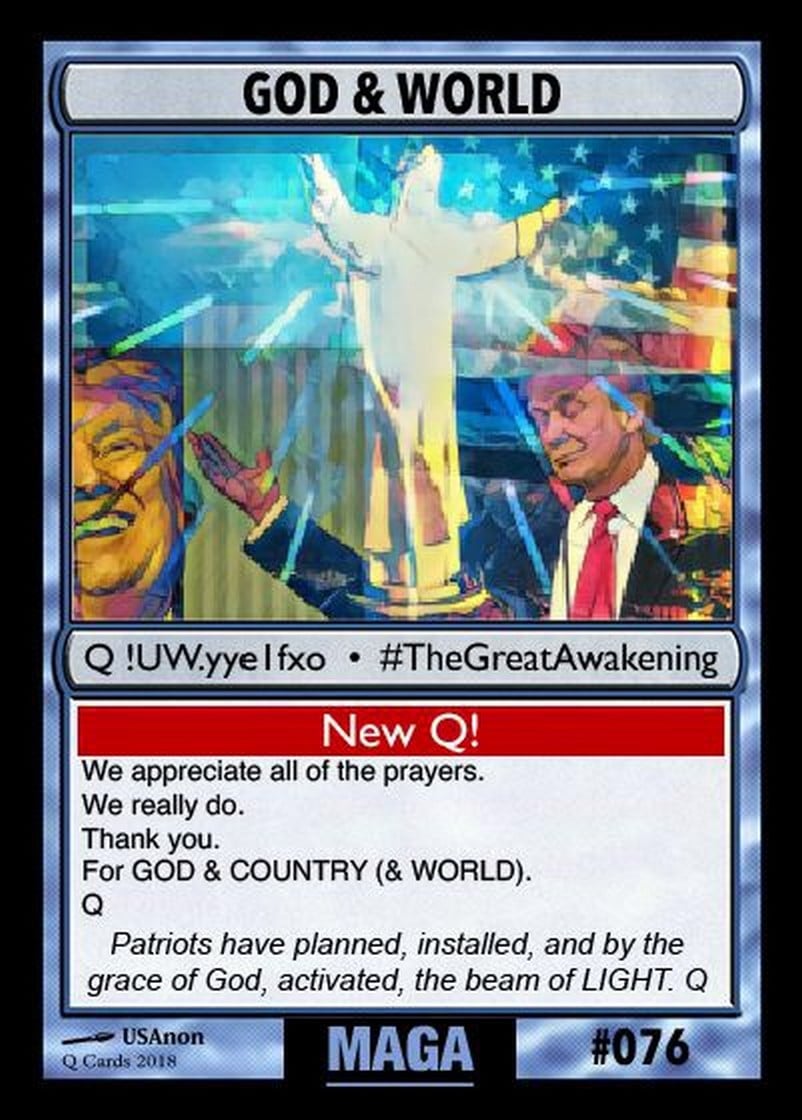 GOD & WORLD
Q !UW.yye1fxo • #TheGreatAwakening
New Q!
We appreciate all of the prayers.
We really do.
Thank you.
For GOD & COUNTRY (& WORLD).
Q
Patriots have planned, installed, and by the
grace of God, activated, the beam of LIGHT. Q
USAnon
Q Cards 2018
MAGA
#076